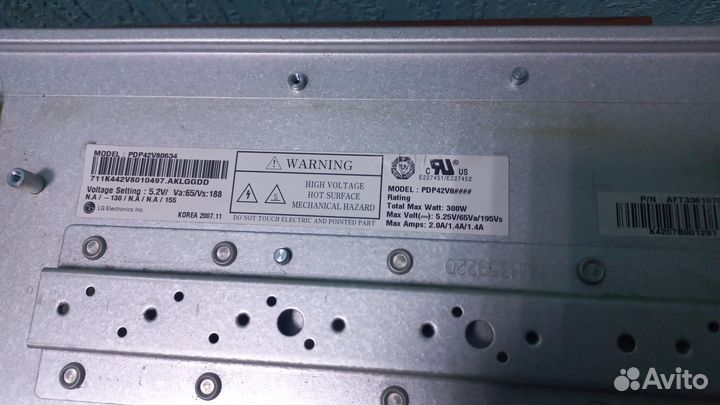 MODEL : PDP42V80634
711K442V8010497.AKLGGDD
Voltage Setting : 5.2V/ Va:65/Vs:188
N.A / -130 / N.A / N.A / 155
LG Electronics Inc.
KOREA 2007.11
WARNING
HIGH VOLTAGE
HOT SURFACE
MECHANICAL HAZARD
DO NOT TOUCH ELECTRIC AND POINTED PART
C US
E227451/E227452
MODEL : PDP42V8####
Rating
Total Max Watt: 300W
Max Volt(⎓): 5.25V/65Va/195Vs
Max Amps: 2.0A/1.4A/1.4A
P/N :
K4207B001291
Avito